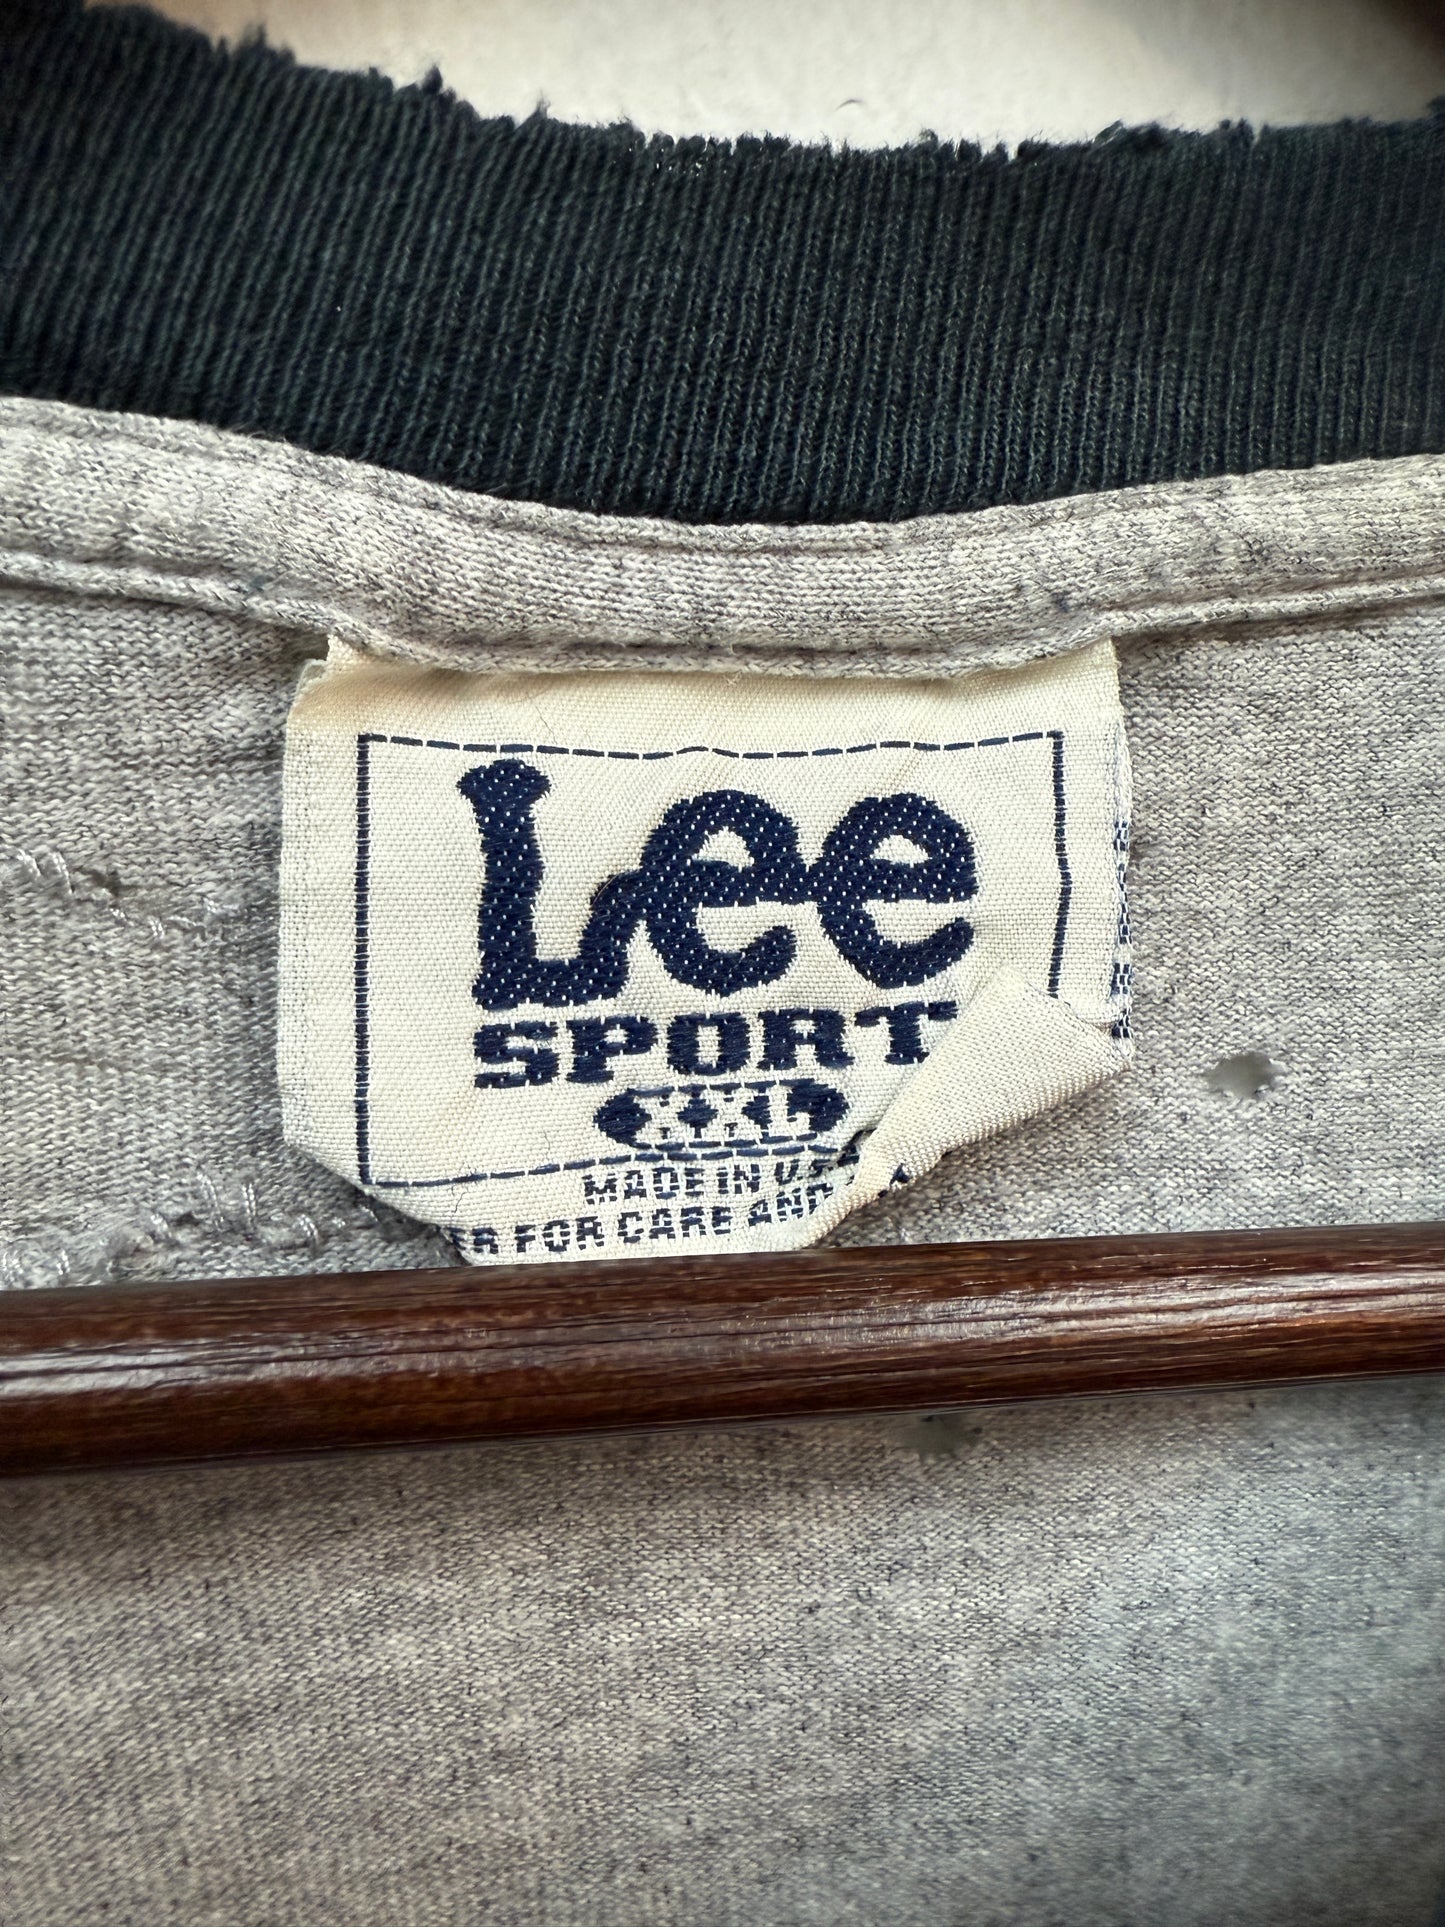 Lee
SPORT
XXL
MADE IN U.S.A
FOR CARE AND